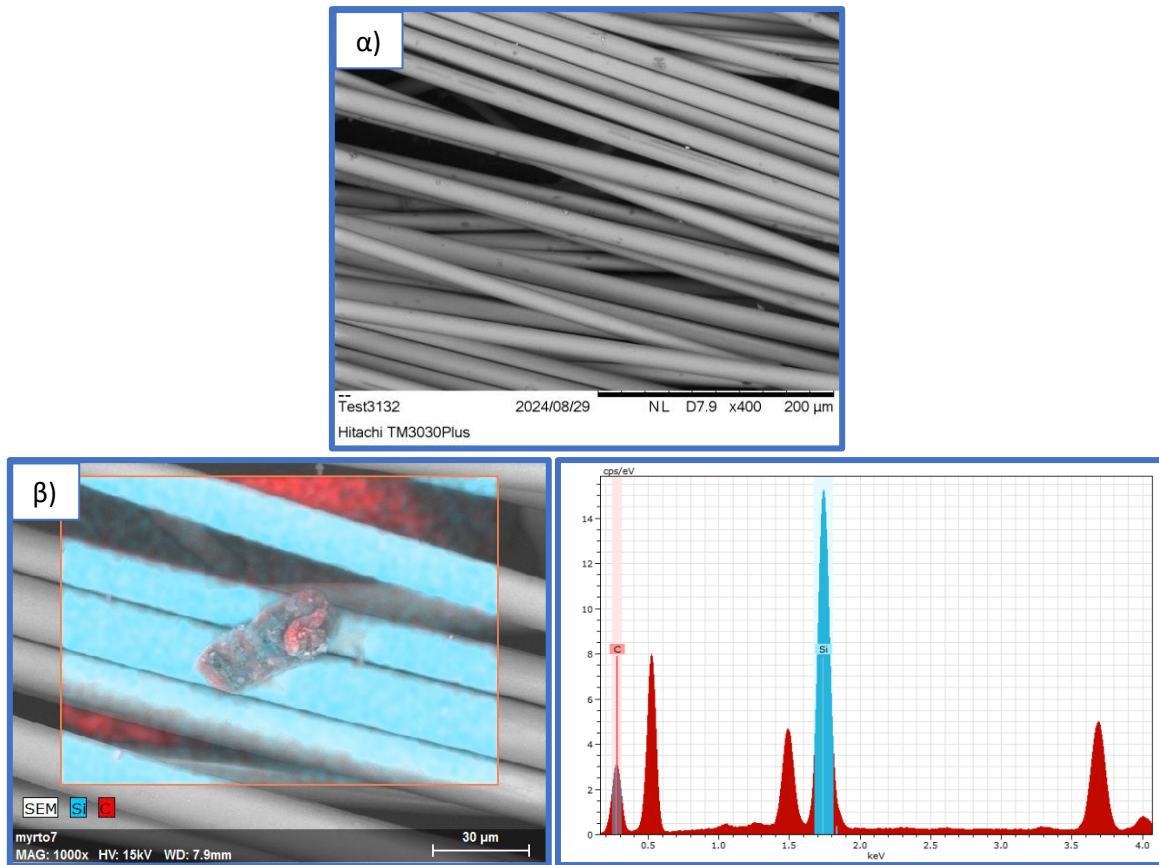 α)
Test3132 2024/08/29 NL D7.9 x400 200 μm
Hitachi TM3030Plus
β)
SEM Si C
myrto7
MAG: 1000x HV: 15kV WD: 7.9mm
30 μm
cps/eV
14
12
10
8
6
4
2
0
C
Si
0.5 1.0 1.5 2.0 2.5 3.0 3.5 4.0
keV